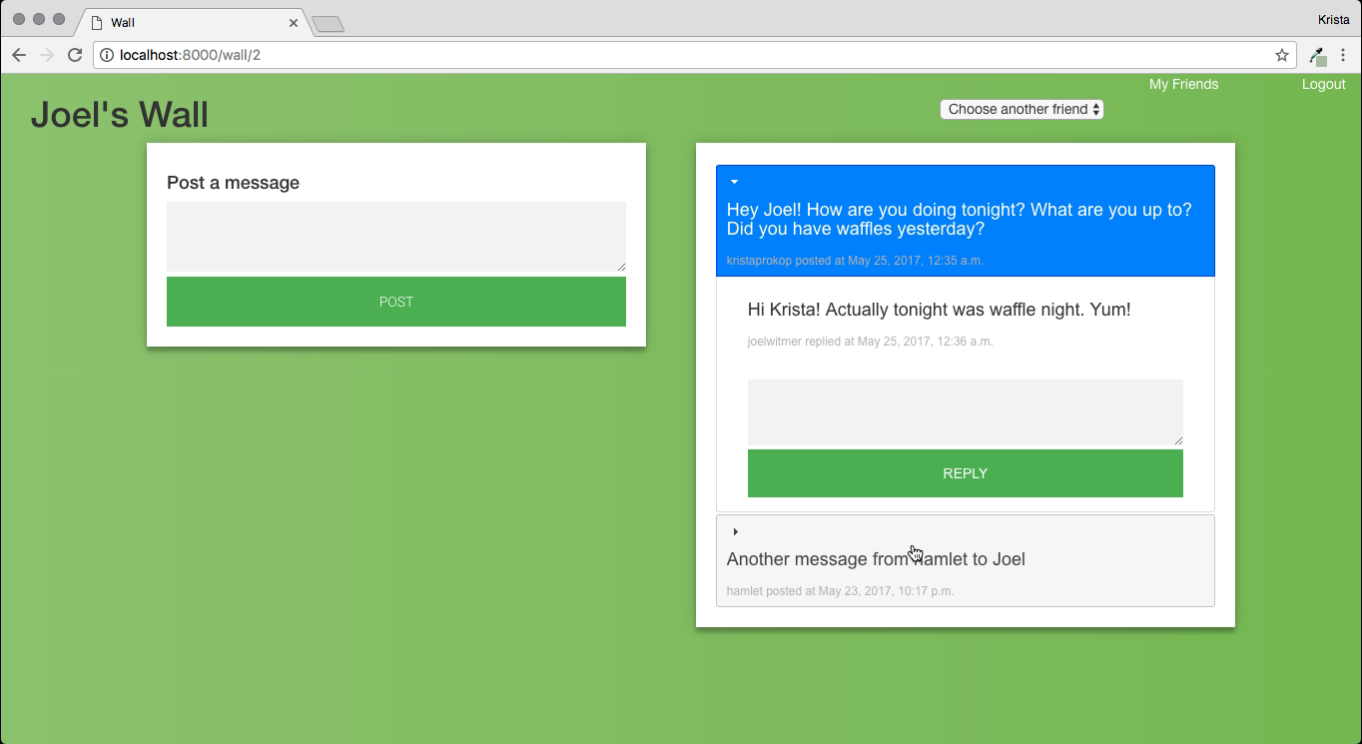 Wall
Krista
localhost:8000/wall/2
My Friends
Logout
Joel's Wall
Choose another friend
Post a message
POST
Hey Joel! How are you doing tonight? What are you up to?
Did you have waffles yesterday?
kristaprokop posted at May 25, 2017, 12:35 a.m.
Hi Krista! Actually tonight was waffle night. Yum!
joelwitmer replied at May 25, 2017, 12:36 a.m.
REPLY
Another message from Hamlet to Joel
hamlet posted at May 23, 2017, 10:17 p.m.